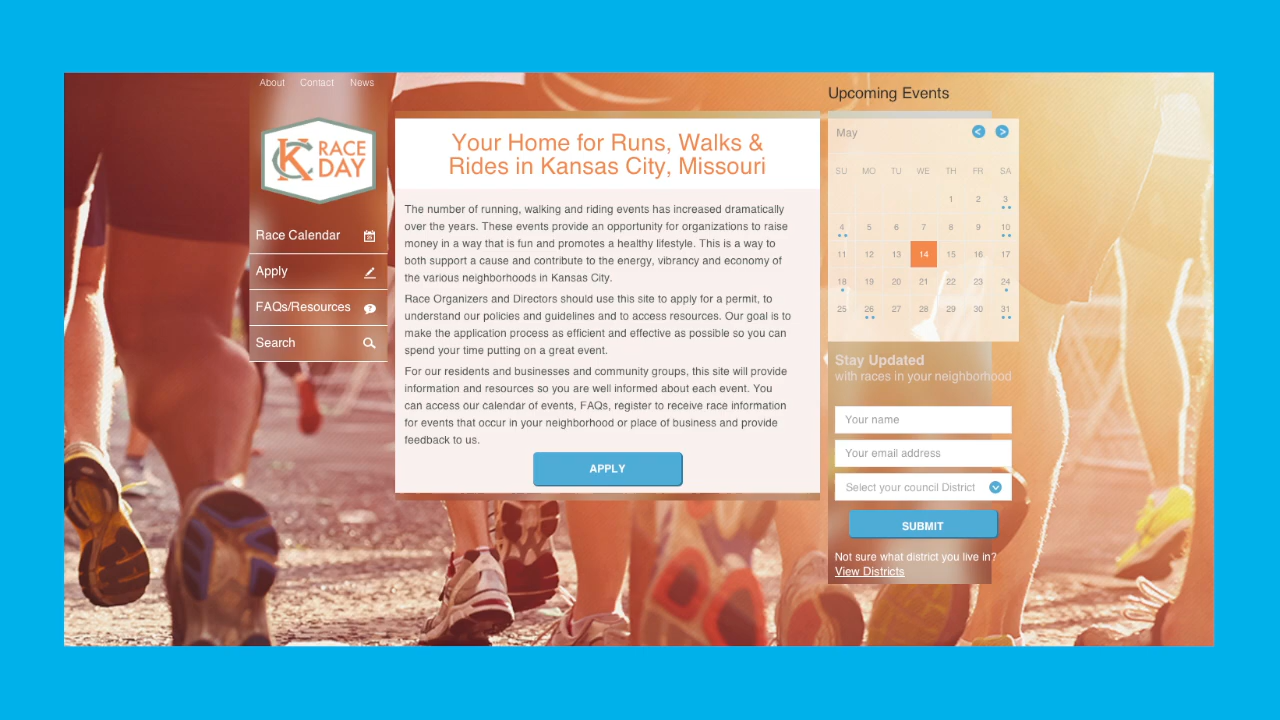 About Contact News
KC RACE DAY
Race Calendar
Apply
FAQs/Resources
Search
Your Home for Runs, Walks &
Rides in Kansas City, Missouri
The number of running, walking and riding events has increased dramatically
over the years. These events provide an opportunity for organizations to raise
money in a way that is fun and promotes a healthy lifestyle. This is a way to
both support a cause and contribute to the energy, vibrancy and economy of
the various neighborhoods in Kansas City.
Race Organizers and Directors should use this site to apply for a permit, to
understand our policies and guidelines and to access resources. Our goal is to
make the application process as efficient and effective as possible so you can
spend your time putting on a great event.
For our residents and businesses and community groups, this site will provide
information and resources so you are well informed about each event. You
can access our calendar of events, FAQs, register to receive race information
for events that occur in your neighborhood or place of business and provide
feedback to us.
APPLY
Upcoming Events
May
SU MO TU WE TH FR SA
1 2 3
4 5 6 7 8 9 10
11 12 13 14 15 16 17
18 19 20 21 22 23 24
25 26 27 28 29 30 31
Stay Updated
with races in your neighborhood
Your name
Your email address
Select your council District
SUBMIT
Not sure what district you live in?
View Districts